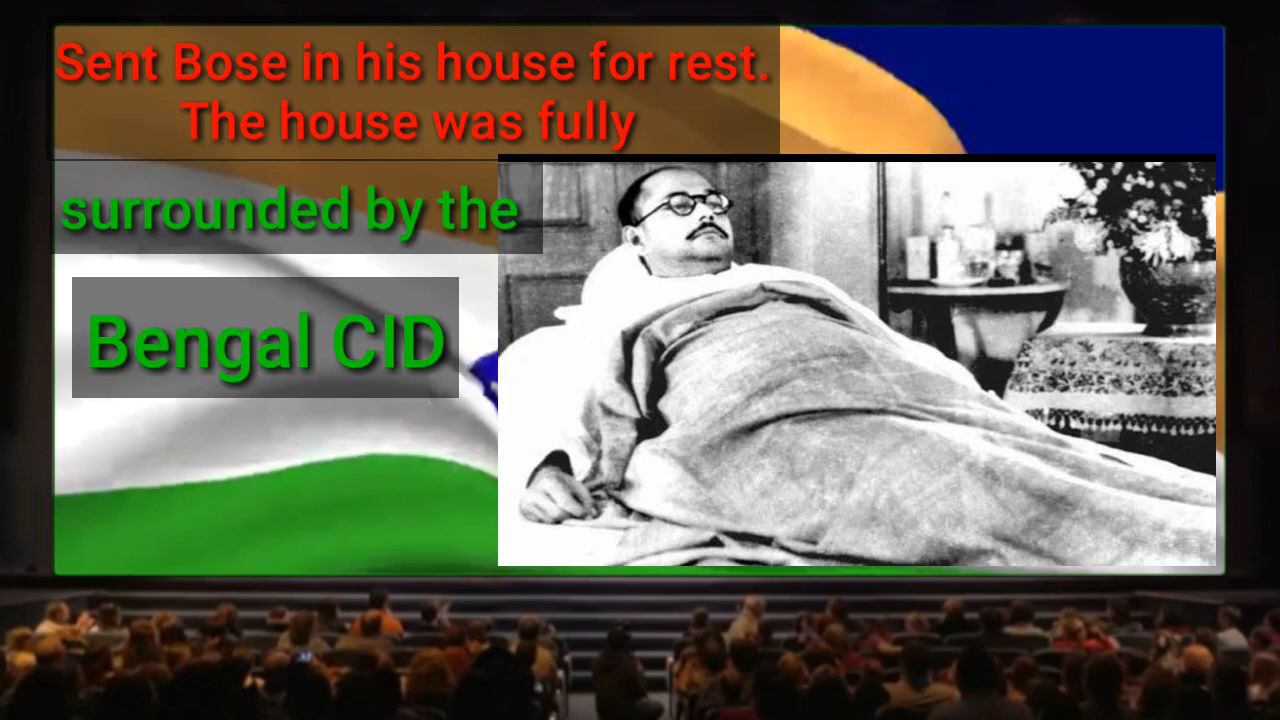 Sent Bose in his house for rest.
The house was fully
surrounded by the
Bengal CID